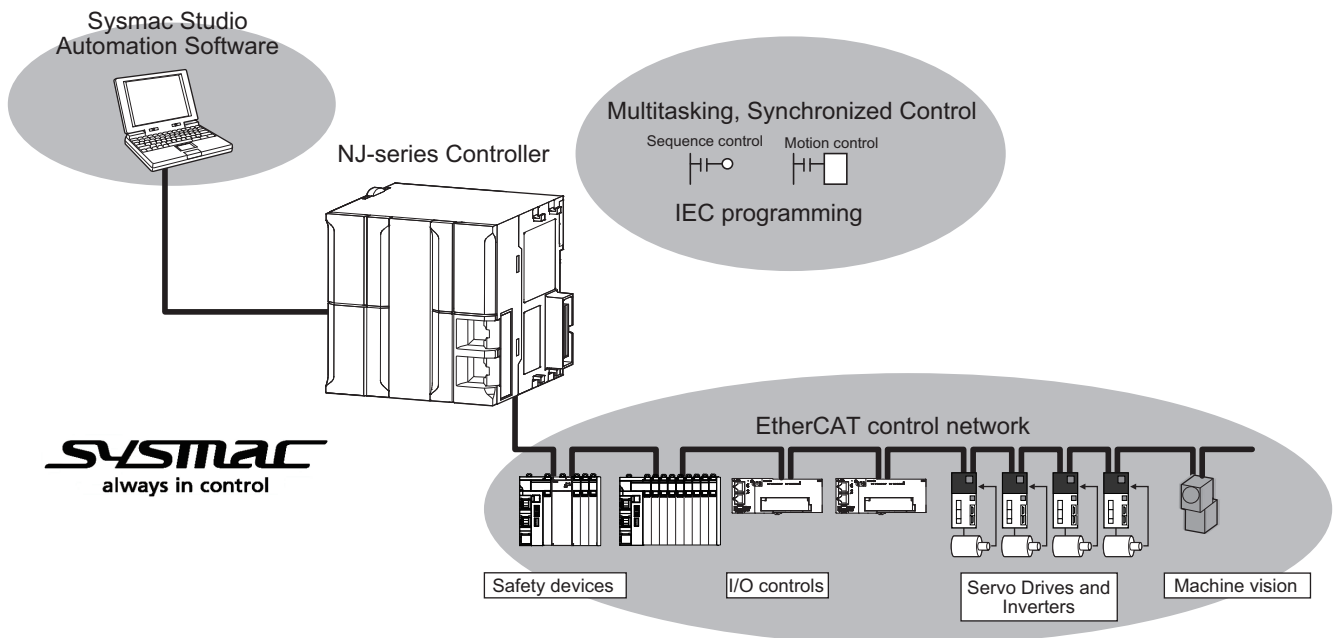 Sysmac Studio
Automation Software
NJ-series Controller
Multitasking, Synchronized Control
Sequence control
Motion control
IEC programming
sysmac
always in control
EtherCAT control network
Safety devices
I/O controls
Servo Drives and
Inverters
Machine vision